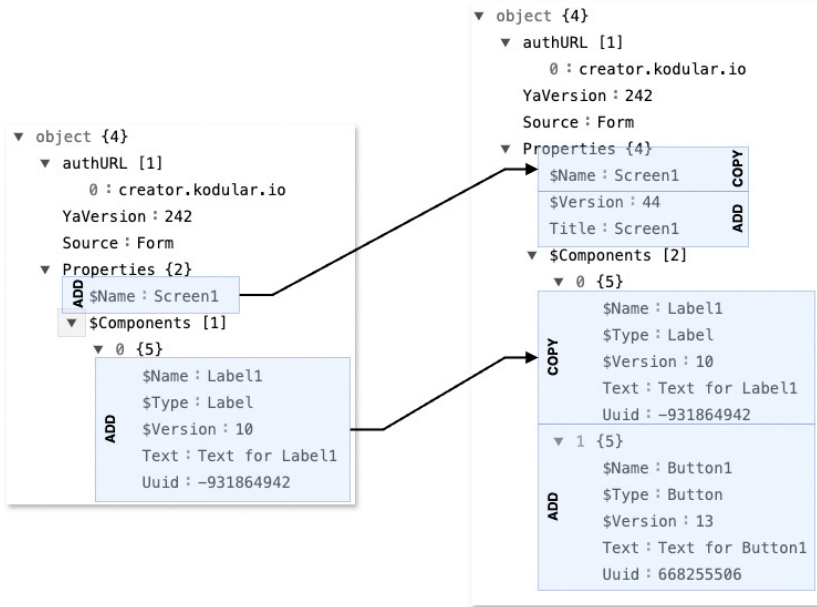 object {4}
authURL [1]
0 : creator.kodular.io
YaVersion : 242
Source : Form
Properties {2}
ADD
$Name : Screen1
$Components [1]
0 {5}
ADD
$Name : Label1
$Type : Label
$Version : 10
Text : Text for Label1
Uuid : -931864942
object {4}
authURL [1]
0 : creator.kodular.io
YaVersion : 242
Source : Form
Properties {4}
$Name : Screen1
COPY
$Version : 44
Title : Screen1
ADD
$Components [2]
0 {5}
COPY
$Name : Label1
$Type : Label
$Version : 10
Text : Text for Label1
Uuid : -931864942
1 {5}
ADD
$Name : Button1
$Type : Button
$Version : 13
Text : Text for Button1
Uuid : 668255506